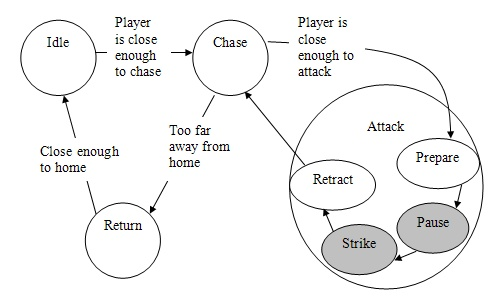 Idle
Player
is close
enough
to chase
Chase
Player is
close
enough to
attack
Attack
Prepare
Too far
away from
home
Close enough
to home
Retract
Pause
Return
Strike